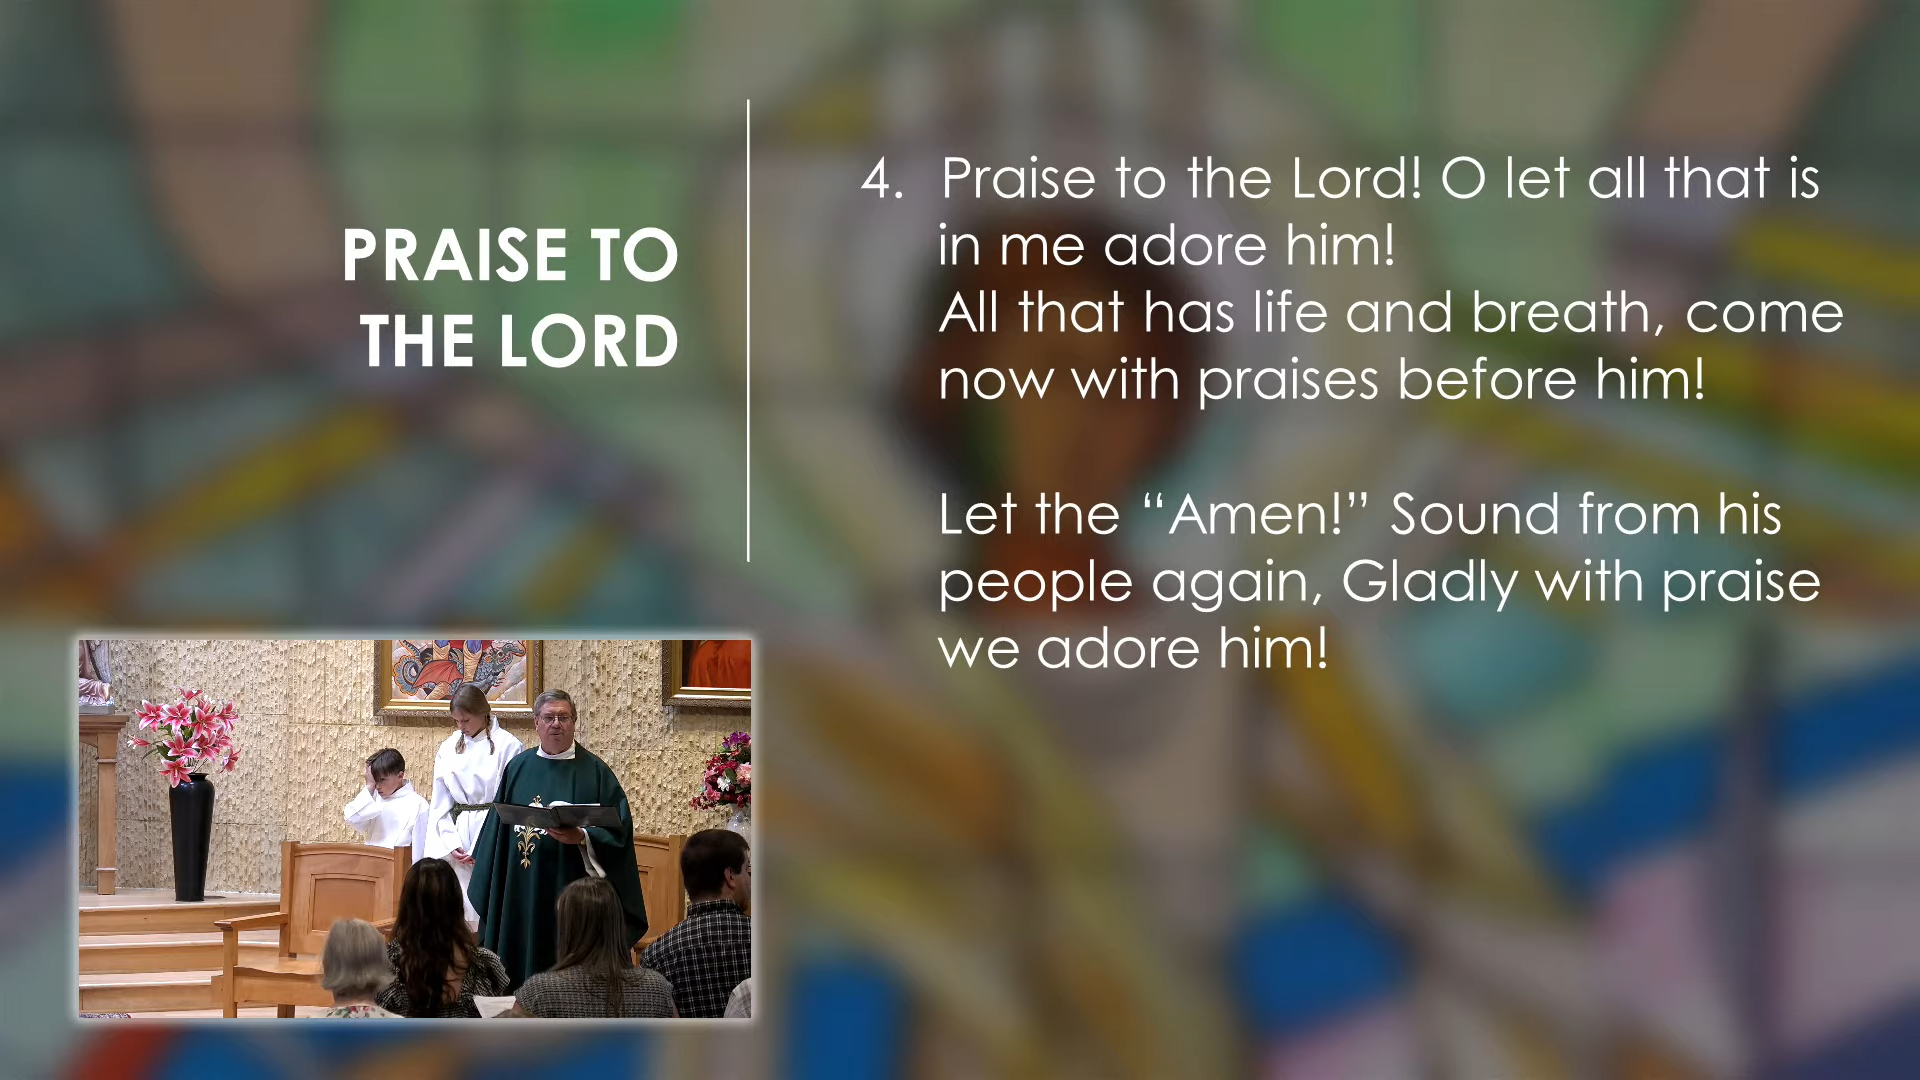 PRAISE TO
THE LORD
4. Praise to the Lord! O let all that is
in me adore him!
All that has life and breath, come
now with praises before him!
Let the “Amen!” Sound from his
people again, Gladly with praise
we adore him!